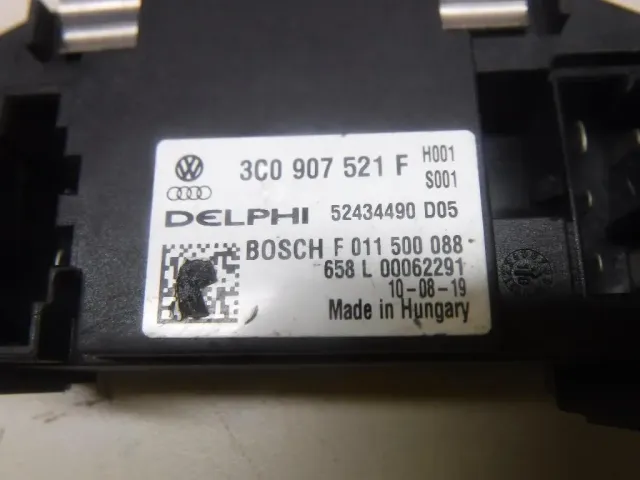 3C0 907 521 F H001
S001
DELPHI 52434490 D05
BOSCH F 011 500 088
658 L 00062291
10-08-19
Made in Hungary